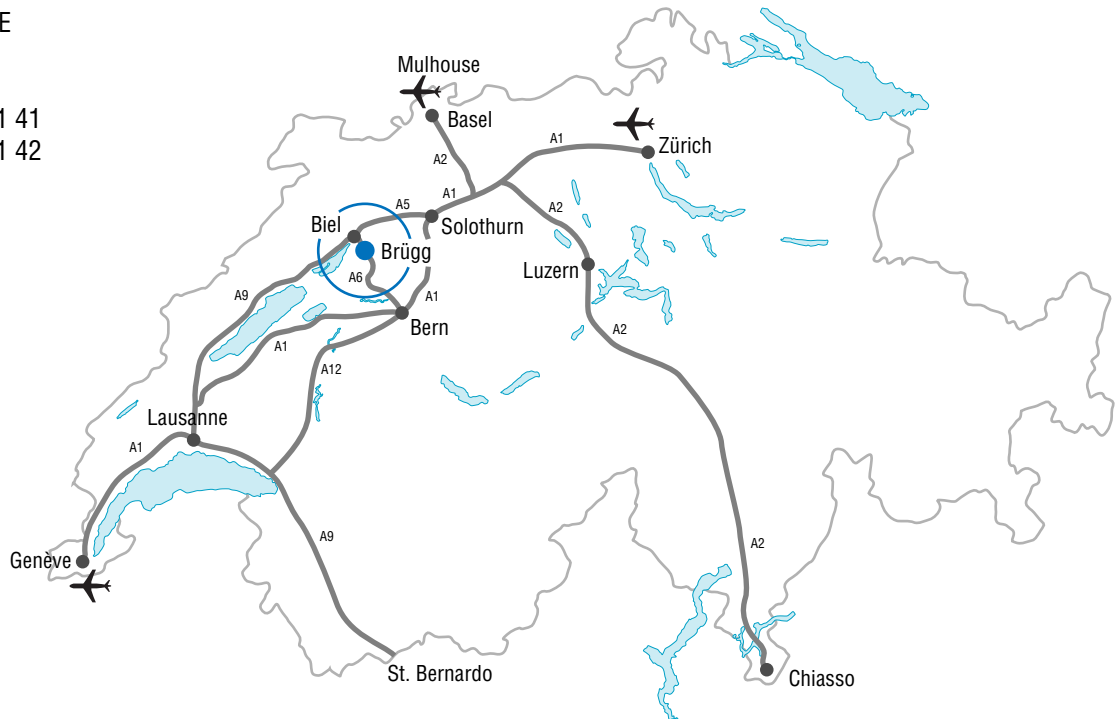 E
1 41
1 42
Mulhouse
Basel
A1
Zürich
A2
A1
A5
A2
Biel
Solothurn
Brügg
Luzern
A6
A9
A1
Bern
A2
A1
A12
Lausanne
A1
A9
A2
Genève
St. Bernardo
Chiasso